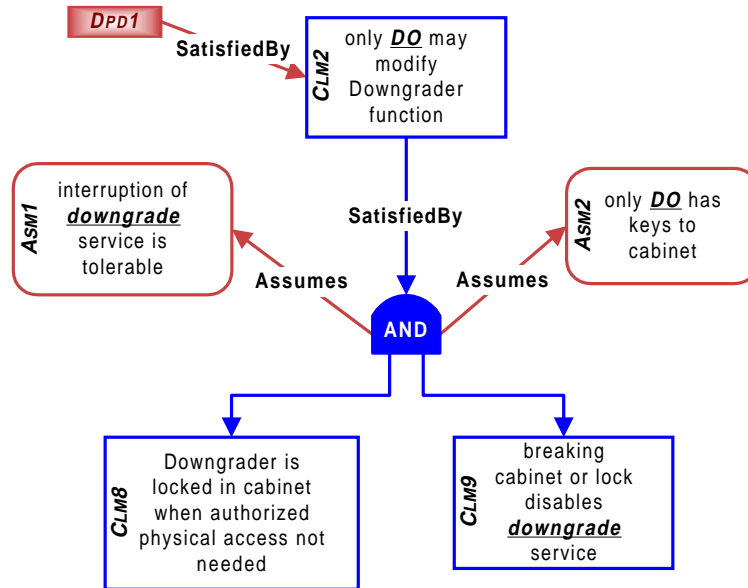 DPD1
SatisfiedBy
CLM2
only DO may
modify
Downgrader
function
ASM1
interruption of
downgrade
service is
tolerable
SatisfiedBy
ASM2
only DO has
keys to
cabinet
Assumes
Assumes
AND
CLM8
Downgrader is
locked in cabinet
when authorized
physical access not
needed
CLM9
breaking
cabinet or lock
disables
downgrade
service